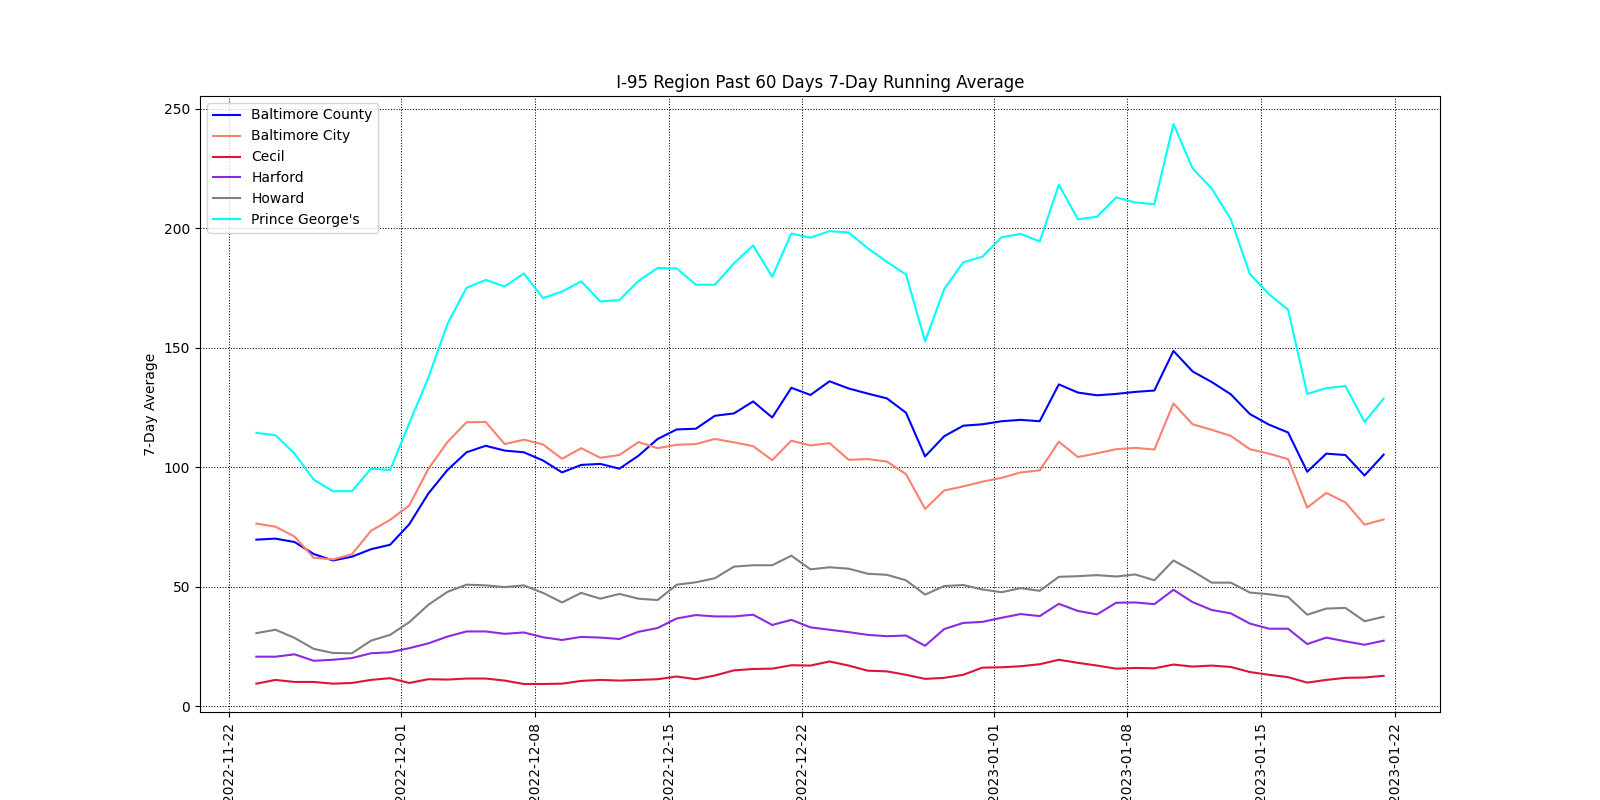 I-95 Region Past 60 Days 7-Day Running Average
250
200
150
100
50
0
7-Day Average
Baltimore County
Baltimore City
Cecil
Harford
Howard
Prince George's
2022-11-22
2022-12-01
2022-12-08
2022-12-15
2022-12-22
2023-01-01
2023-01-08
2023-01-15
2023-01-22